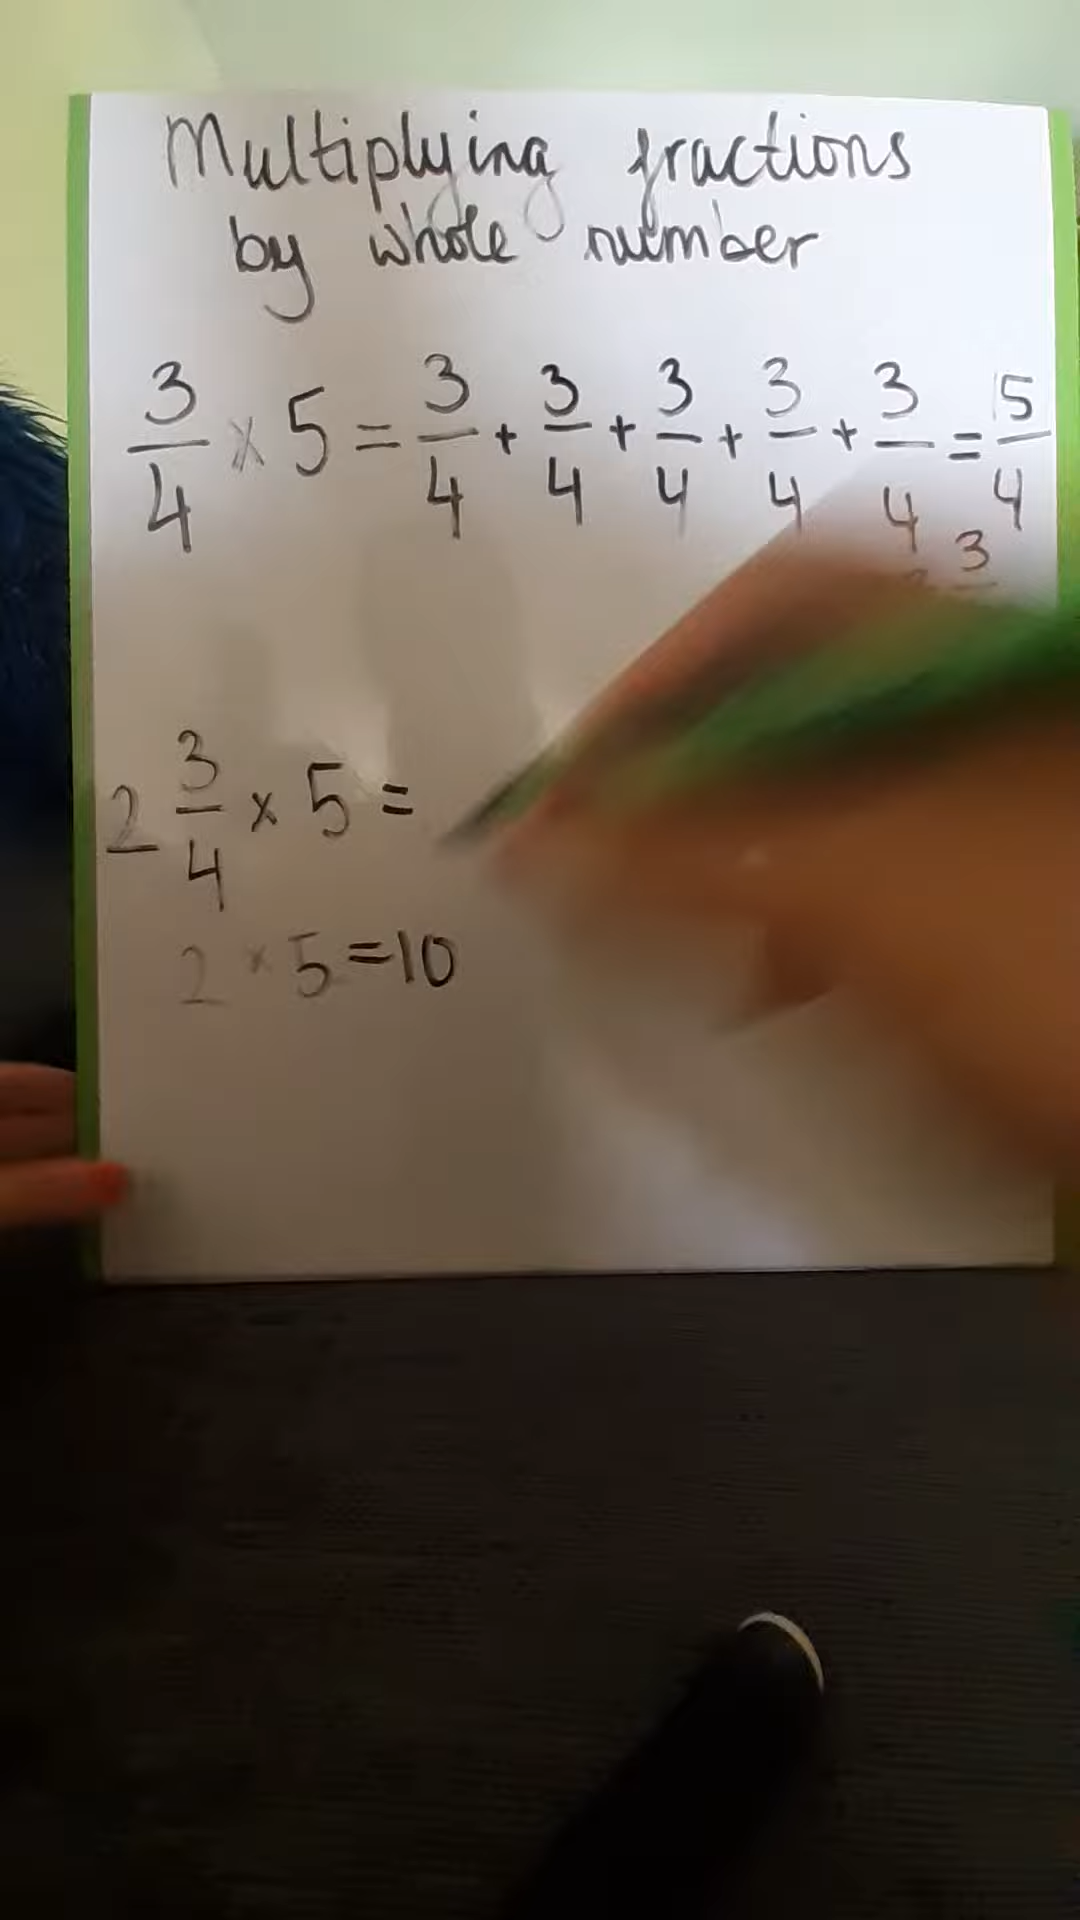 Multiplying fractions
by whole number
3/4 × 5 = 3/4 + 3/4 + 3/4 + 3/4 + 3/4 = 15/4
3
2 3/4 × 5 =
2 × 5 = 10